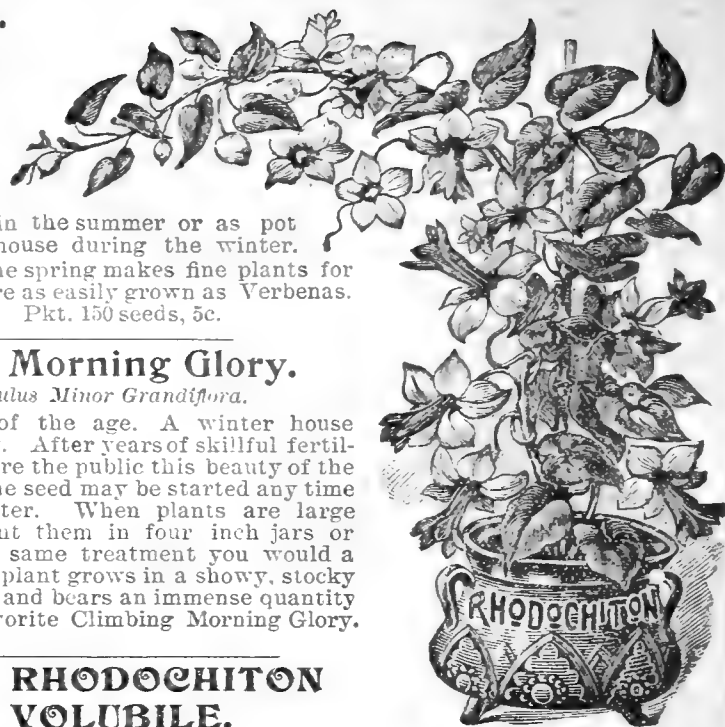 in the summer or as pot
house during the winter.
he spring makes fine plants for
re as easily grown as Verbenas.
Pkt. 150 seeds, 5c.
Morning Glory.
ulus Minor Grandiflora.
of the age. A winter house
. After years of skillful fertil-
re the public this beauty of the
ne seed may be started any time
ter. When plants are large
ut them in four inch jars or
same treatment you would a
plant grows in a showy, stocky
and bears an immense quantity
vorite Climbing Morning Glory.
RHODOCHITON
RHODOCHITON
VOLUBILE.